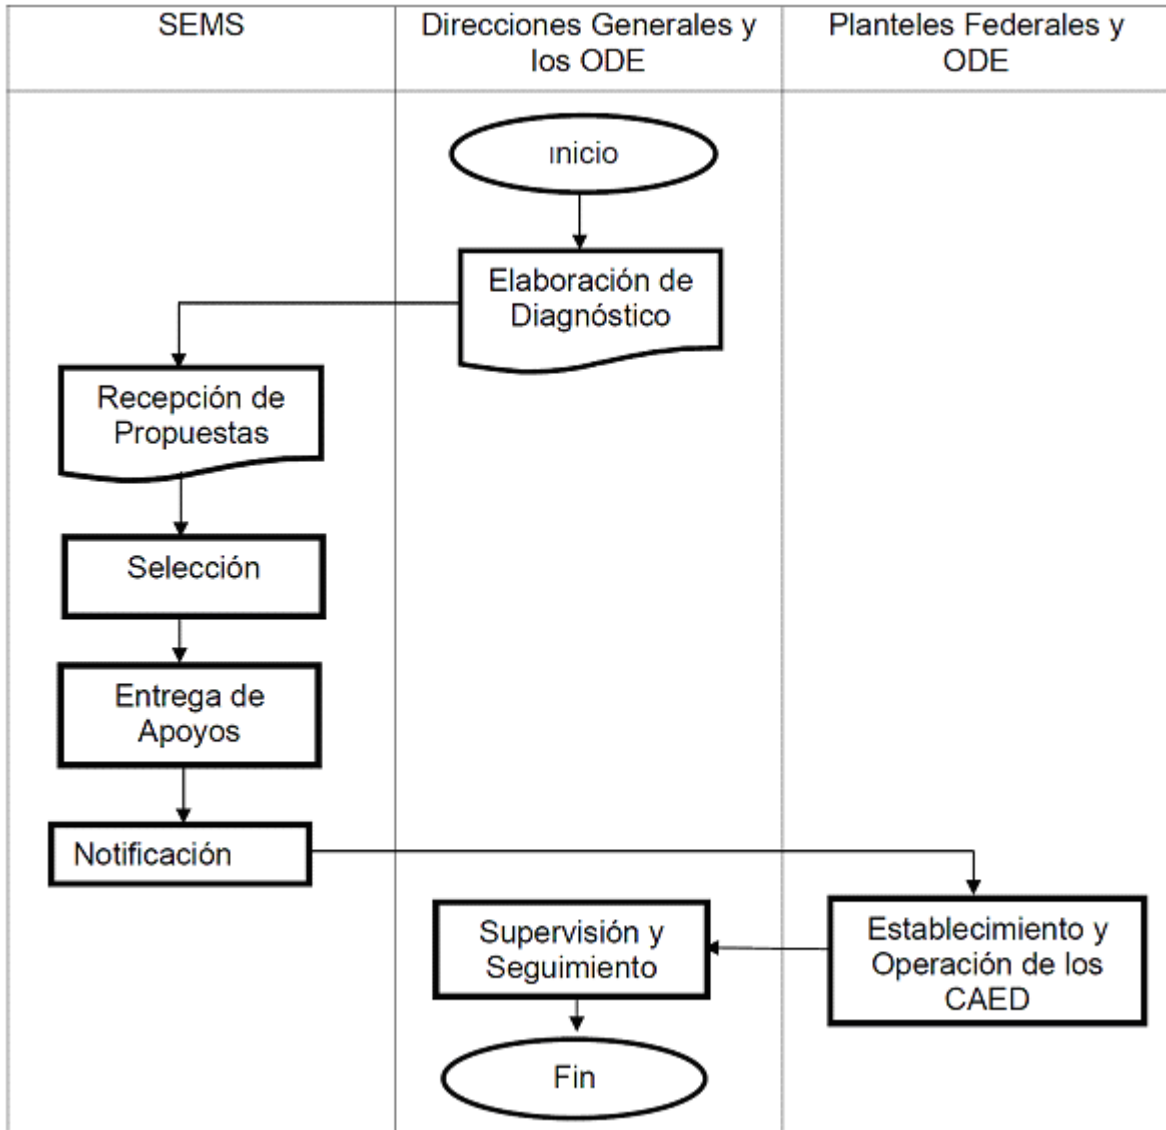 SEMS
Direcciones Generales y
los ODE
Planteles Federales y
ODE
ınicio
Elaboración de
Diagnóstico
Recepción de
Propuestas
Selección
Entrega de
Apoyos
Notificación
Establecimiento y
Operación de los
CAED
Supervisión y
Seguimiento
Fin